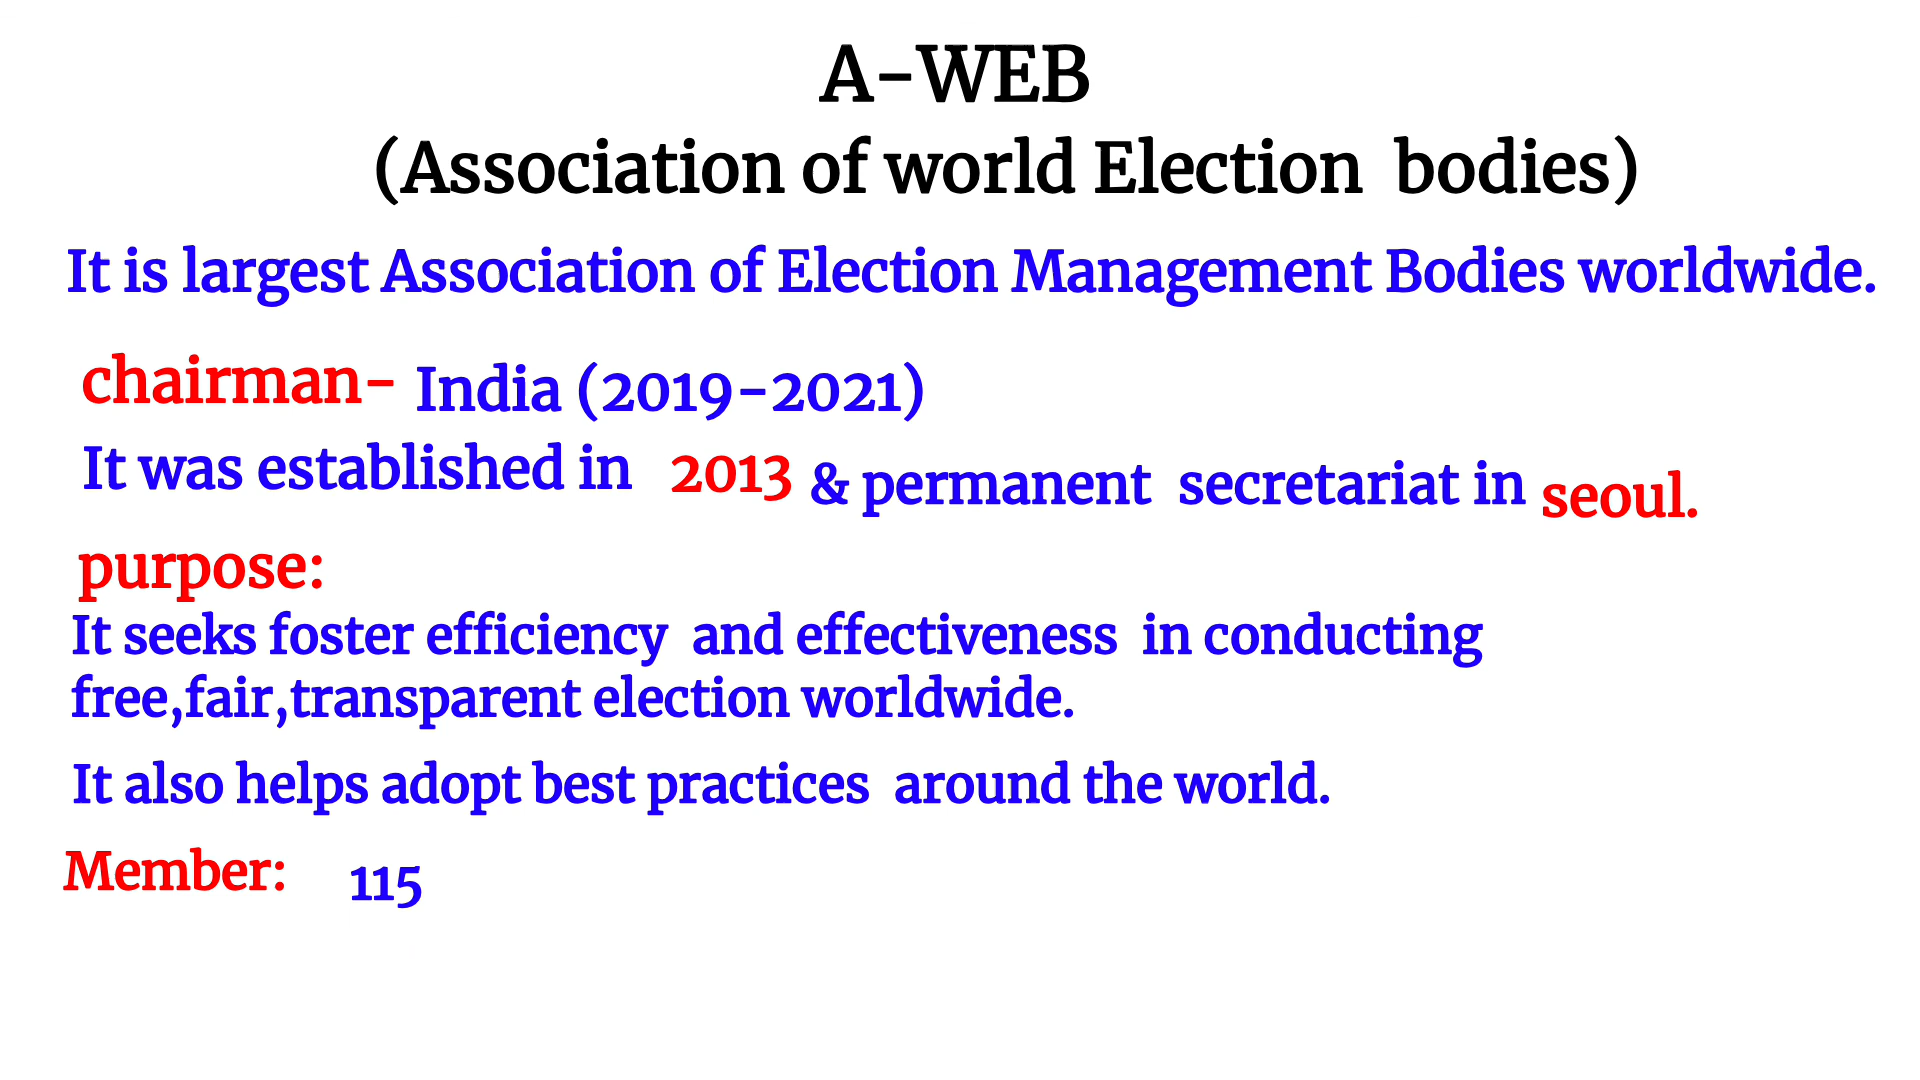 A-WEB
(Association of world Election bodies)
It is largest Association of Election Management Bodies worldwide.
chairman- India (2019-2021)
It was established in 2013 & permanent secretariat in seoul.
purpose:
It seeks foster efficiency and effectiveness in conducting
free,fair,transparent election worldwide.
It also helps adopt best practices around the world.
Member: 115